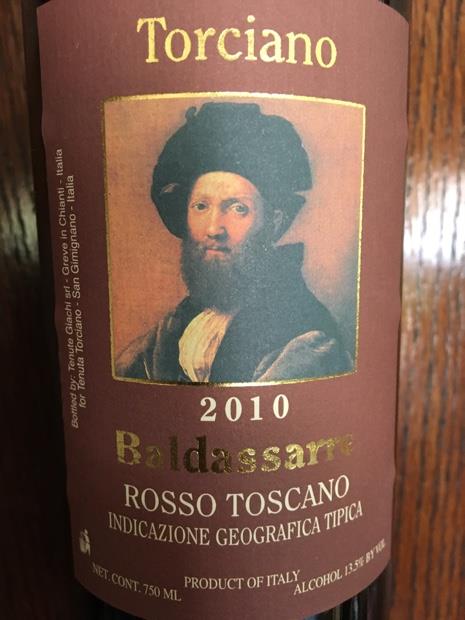 Torciano
Bottled by: Tenute Giachi srl - Greve in Chianti - Italia
for Tenuta Torciano - San Gimignano - Italia
2010
Baldassarre
ROSSO TOSCANO
INDICAZIONE GEOGRAFICA TIPICA
NET. CONT. 750 ML
PRODUCT OF ITALY
ALCOHOL 13.5% BY VOL